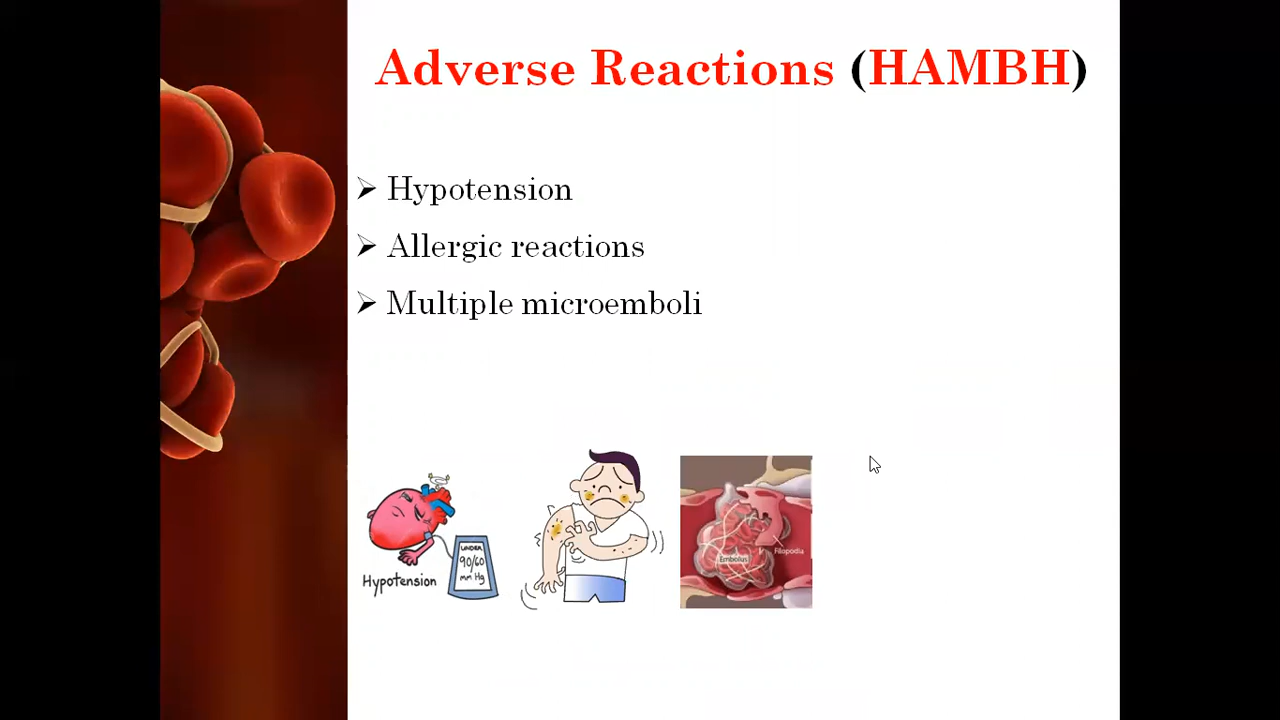 Adverse Reactions (HAMBH)
➢ Hypotension
➢ Allergic reactions
➢ Multiple microemboli
UNDER
90/60
mm Hg
Hypotension
Embolus
Filopodia